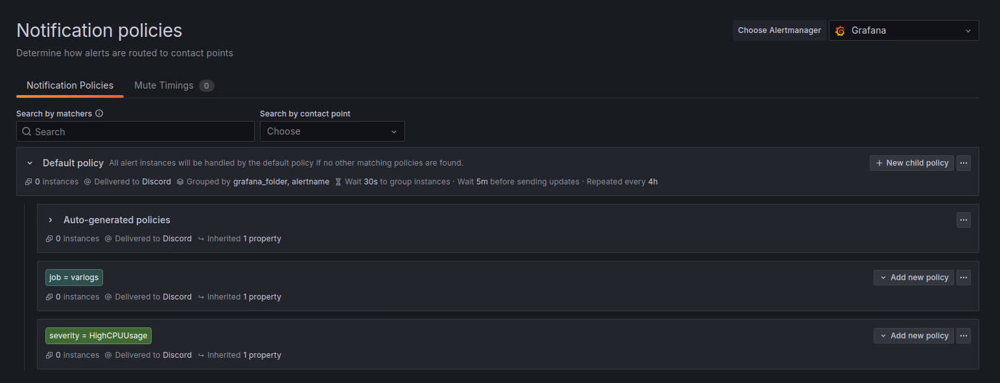 Notification policies
Choose Alertmanager Grafana
Determine how alerts are routed to contact points
Notification Policies Mute Timings 0
Search by matchers Search by contact point
Search Choose
Default policy All alert instances will be handled by the default policy if no other matching policies are found. + New child policy ...
0 instances @ Delivered to Discord Grouped by grafana_folder, alertname Wait 30s to group instances · Wait 5m before sending updates · Repeated every 4h
Auto-generated policies ...
0 instances @ Delivered to Discord Inherited 1 property
job = varlogs Add new policy ...
0 instances @ Delivered to Discord Inherited 1 property
severity = HighCPUUsage Add new policy ...
0 instances @ Delivered to Discord Inherited 1 property